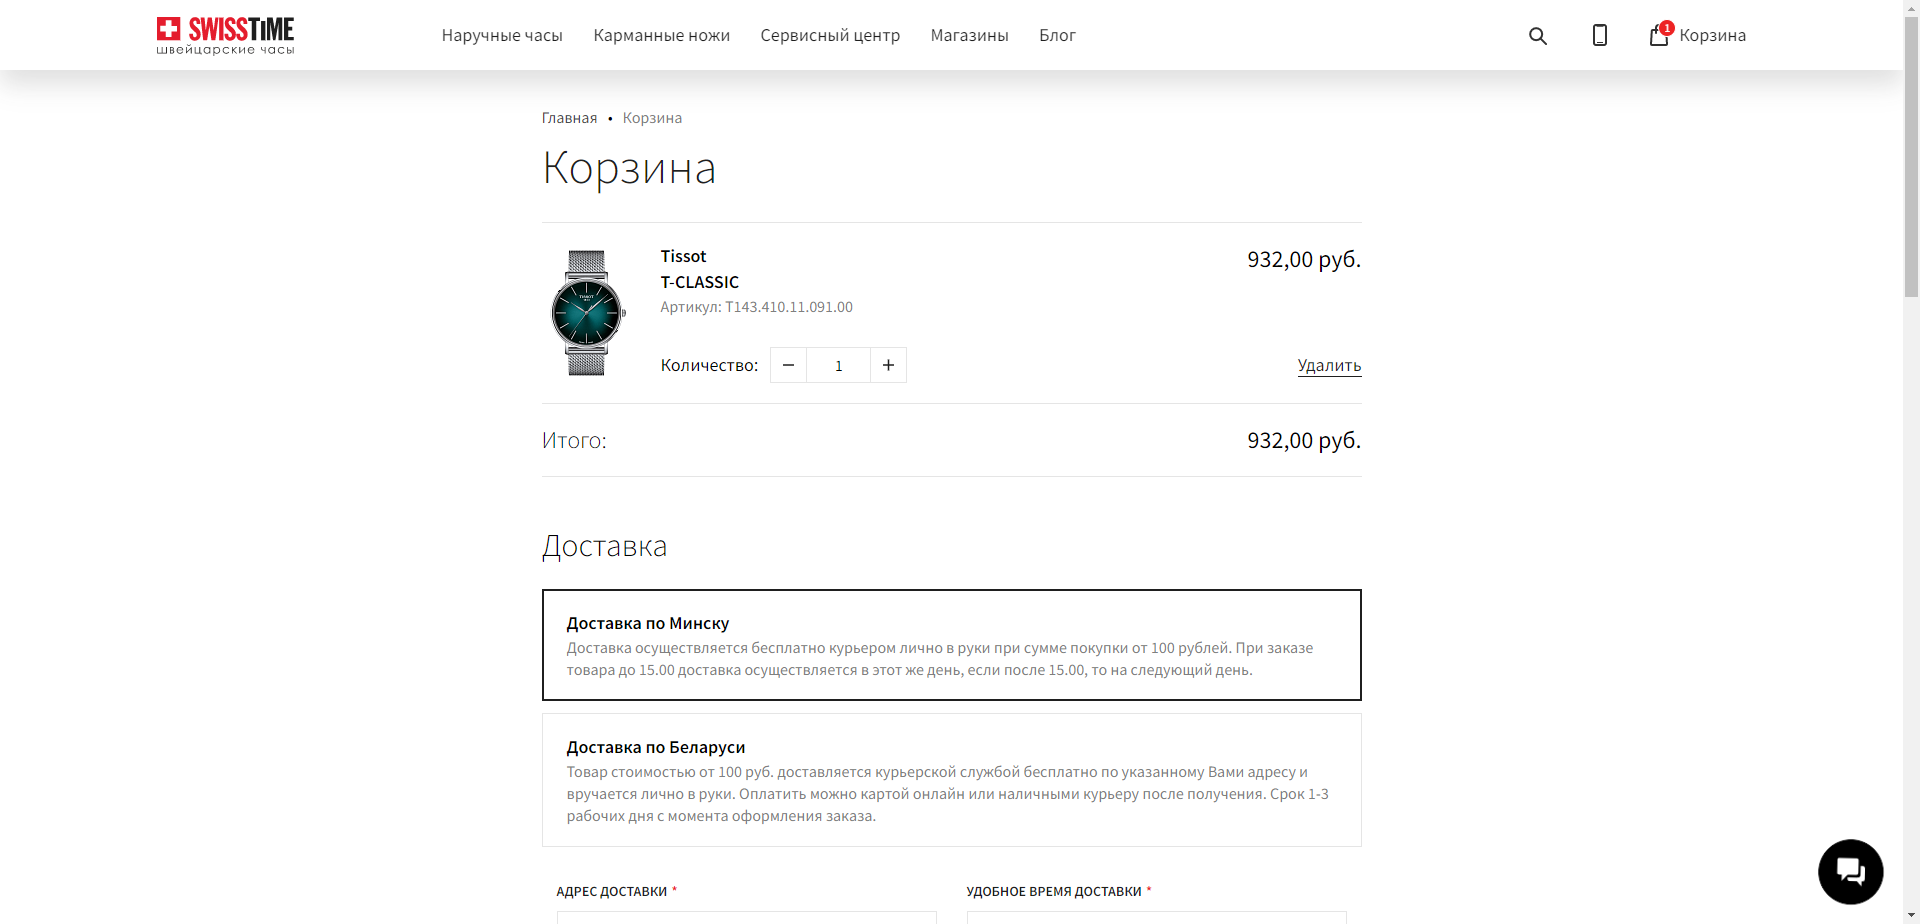 SWISSTIME
швейцарские часы
Наручные часы
Карманные ножи
Сервисный центр
Магазины
Блог
1
Корзина
Главная • Корзина
Корзина
Tissot
T-CLASSIC
932,00 руб.
Артикул: T143.410.11.091.00
TISSOT
Количество: − 1 +
Удалить
Итого:
932,00 руб.
Доставка
Доставка по Минску
Доставка осуществляется бесплатно курьером лично в руки при сумме покупки от 100 рублей. При заказе
товара до 15.00 доставка осуществляется в этот же день, если после 15.00, то на следующий день.
Доставка по Беларуси
Товар стоимостью от 100 руб. доставляется курьерской службой бесплатно по указанному Вами адресу и
вручается лично в руки. Оплатить можно картой онлайн или наличными курьеру после получения. Срок 1-3
рабочих дня с момента оформления заказа.
АДРЕС ДОСТАВКИ *
УДОБНОЕ ВРЕМЯ ДОСТАВКИ *